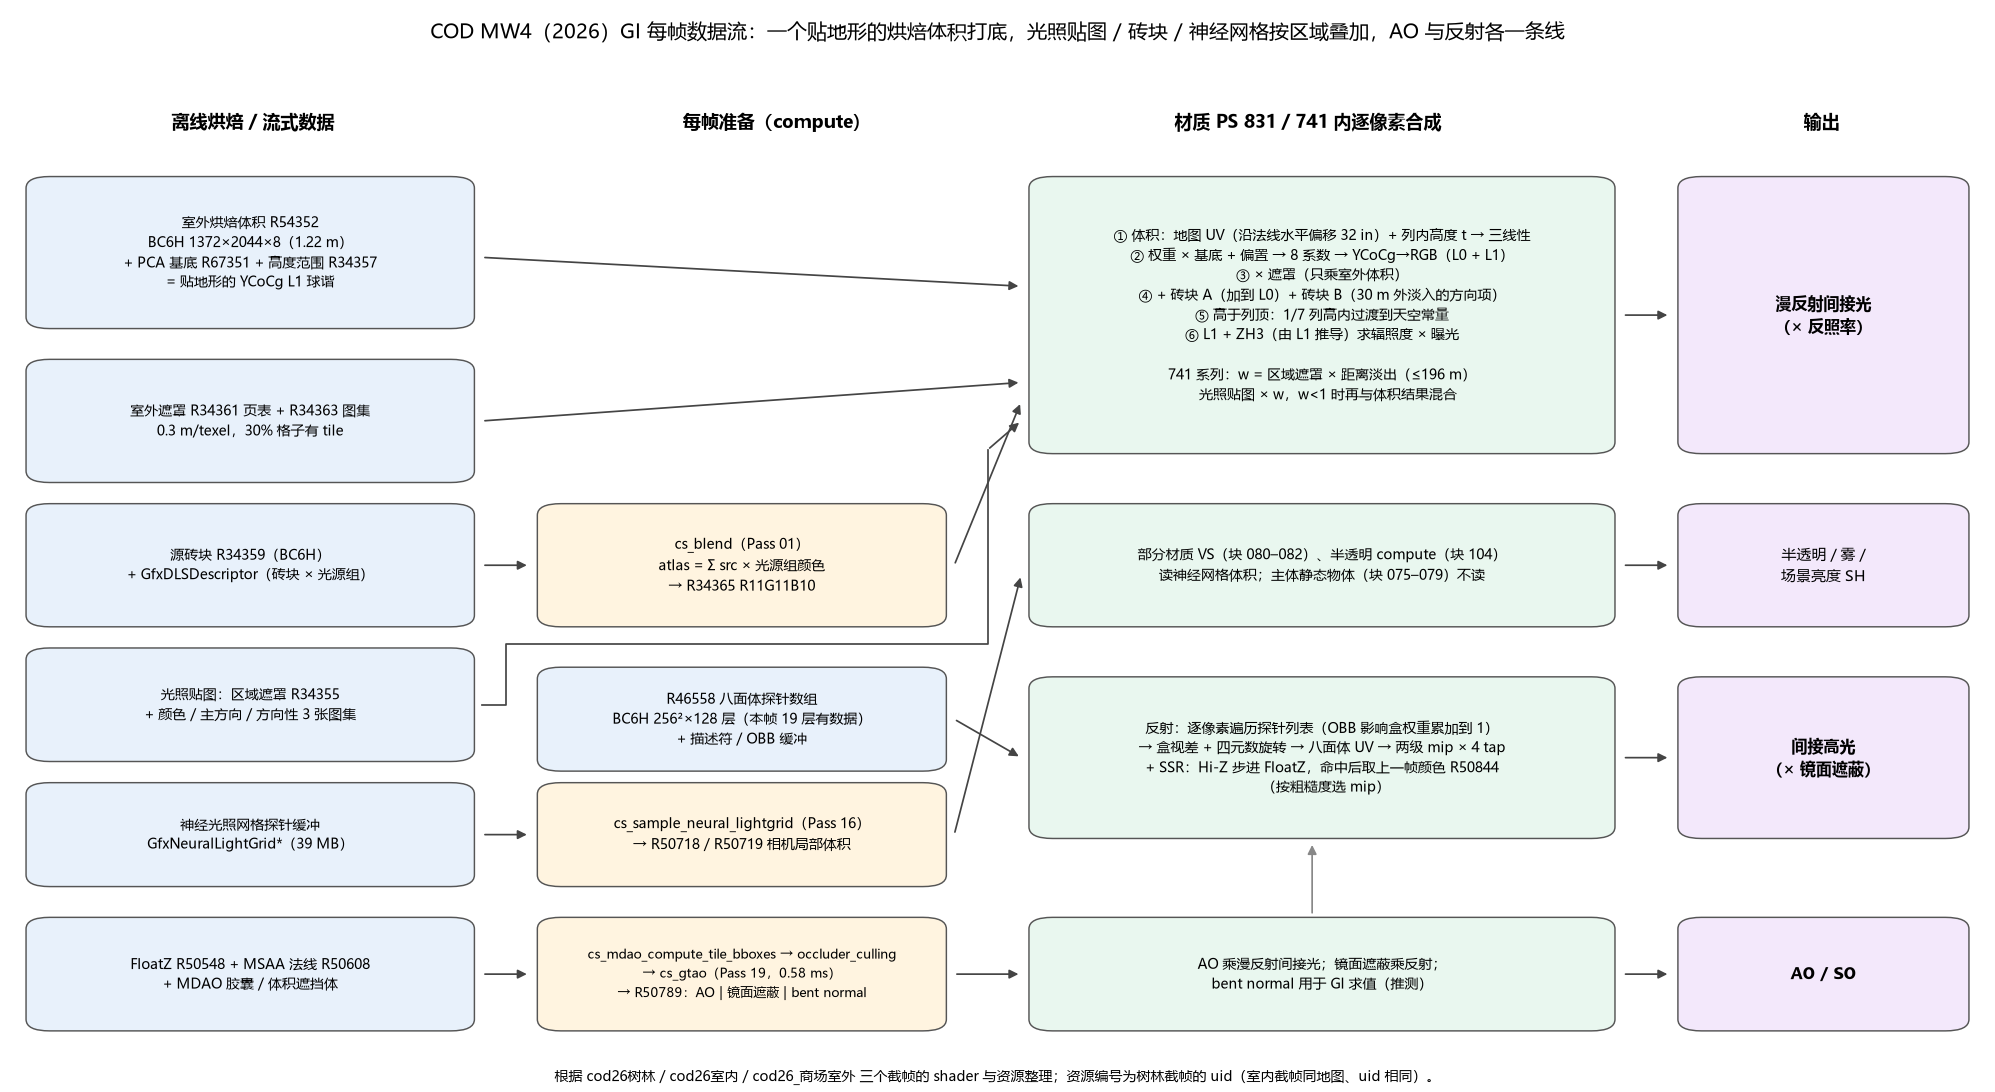 COD MW4（2026）GI 每帧数据流：一个贴地形的烘焙体积打底，光照贴图 / 砖块 / 神经网格按区域叠加，AO 与反射各一条线
离线烘焙 / 流式数据
每帧准备（compute）
材质 PS 831 / 741 内逐像素合成
输出
室外烘焙体积 R54352
BC6H 1372×2044×8（1.22 m）
+ PCA 基底 R67351 + 高度范围 R34357
= 贴地形的 YCoCg L1 球谐
① 体积：地图 UV（沿法线水平偏移 32 in）+ 列内高度 t → 三线性
② 权重 × 基底 + 偏置 → 8 系数 → YCoCg→RGB（L0 + L1）
③ × 遮罩（只乘室外体积）
④ + 砖块 A（加到 L0）+ 砖块 B（30 m 外淡入的方向项）
⑤ 高于列顶：1/7 列高内过渡到天空常量
⑥ L1 + ZH3（由 L1 推导）求辐照度 × 曝光
741 系列：w = 区域遮罩 × 距离淡出（≤196 m）
光照贴图 × w，w<1 时再与体积结果混合
漫反射间接光
（× 反照率）
室外遮罩 R34361 页表 + R34363 图集
0.3 m/texel，30% 格子有 tile
源砖块 R34359（BC6H）
+ GfxDLSDescriptor（砖块 × 光源组）
cs_blend（Pass 01）
atlas = Σ src × 光源组颜色
→ R34365 R11G11B10
部分材质 VS（块 080–082）、半透明 compute（块 104）
读神经网格体积；主体静态物体（块 075–079）不读
半透明 / 雾 /
场景亮度 SH
光照贴图：区域遮罩 R34355
+ 颜色 / 主方向 / 方向性 3 张图集
R46558 八面体探针数组
BC6H 256²×128 层（本帧 19 层有数据）
+ 描述符 / OBB 缓冲
反射：逐像素遍历探针列表（OBB 影响盒权重累加到 1）
→ 盒视差 + 四元数旋转 → 八面体 UV → 两级 mip × 4 tap
+ SSR：Hi-Z 步进 FloatZ，命中后取上一帧颜色 R50844
（按粗糙度选 mip）
间接高光
（× 镜面遮蔽）
神经光照网格探针缓冲
GfxNeuralLightGrid*（39 MB）
cs_sample_neural_lightgrid（Pass 16）
→ R50718 / R50719 相机局部体积
FloatZ R50548 + MSAA 法线 R50608
+ MDAO 胶囊 / 体积遮挡体
cs_mdao_compute_tile_bboxes → occluder_culling
→ cs_gtao（Pass 19，0.58 ms）
→ R50789：AO | 镜面遮蔽 | bent normal
AO 乘漫反射间接光；镜面遮蔽乘反射；
bent normal 用于 GI 求值（推测）
AO / SO
根据 cod26树林 / cod26室内 / cod26_商场室外 三个截帧的 shader 与资源整理；资源编号为树林截帧的 uid（室内截帧同地图、uid 相同）。